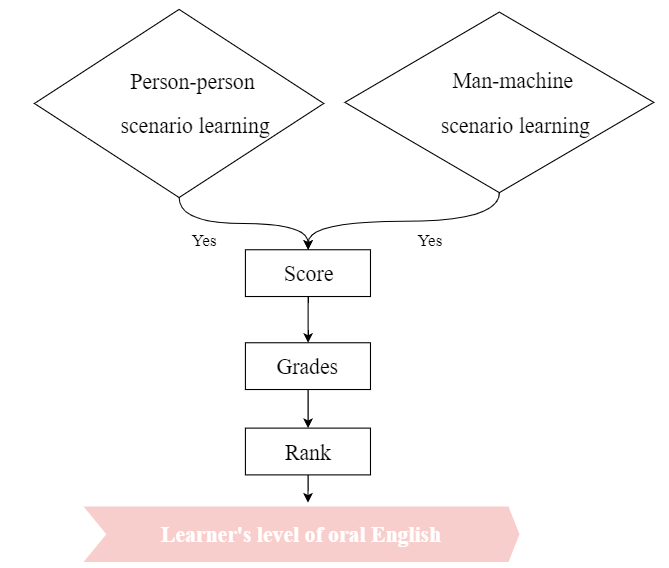 Person-person
scenario learning
Man-machine
scenario learning
Yes
Yes
Score
Grades
Rank
Learner's level of oral English